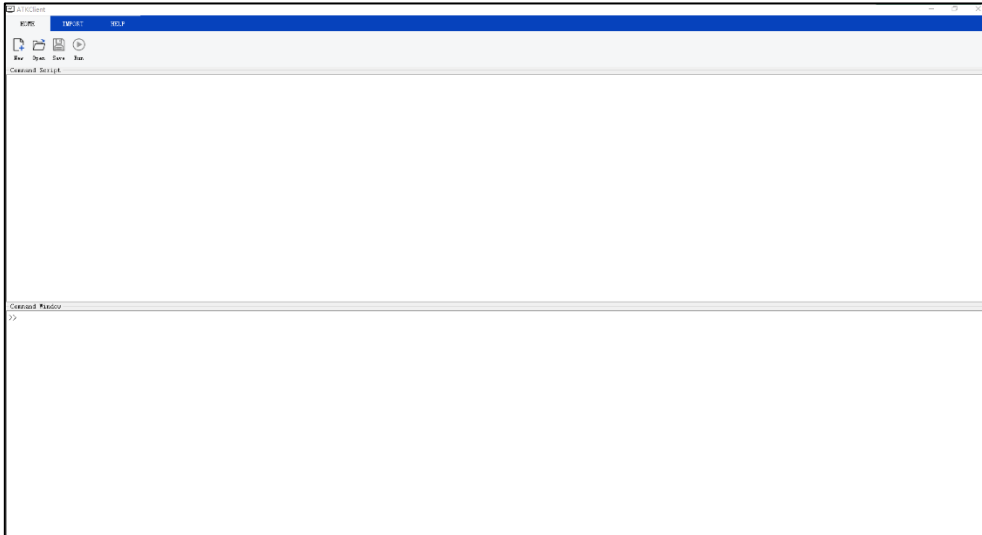 ATKClient
HOME IMPORT HELP
New Open Save Run
Command Script
Command Window
>>